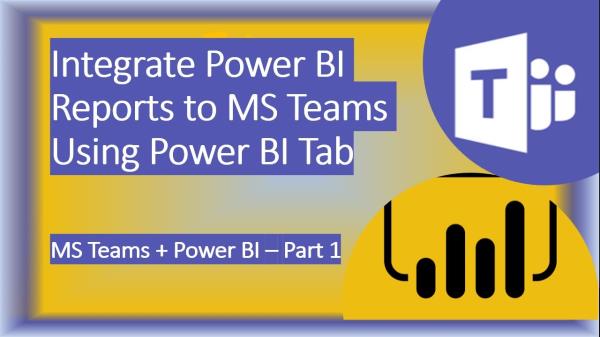 Integrate Power BI
Reports to MS Teams
Using Power BI Tab
T
MS Teams + Power BI – Part 1